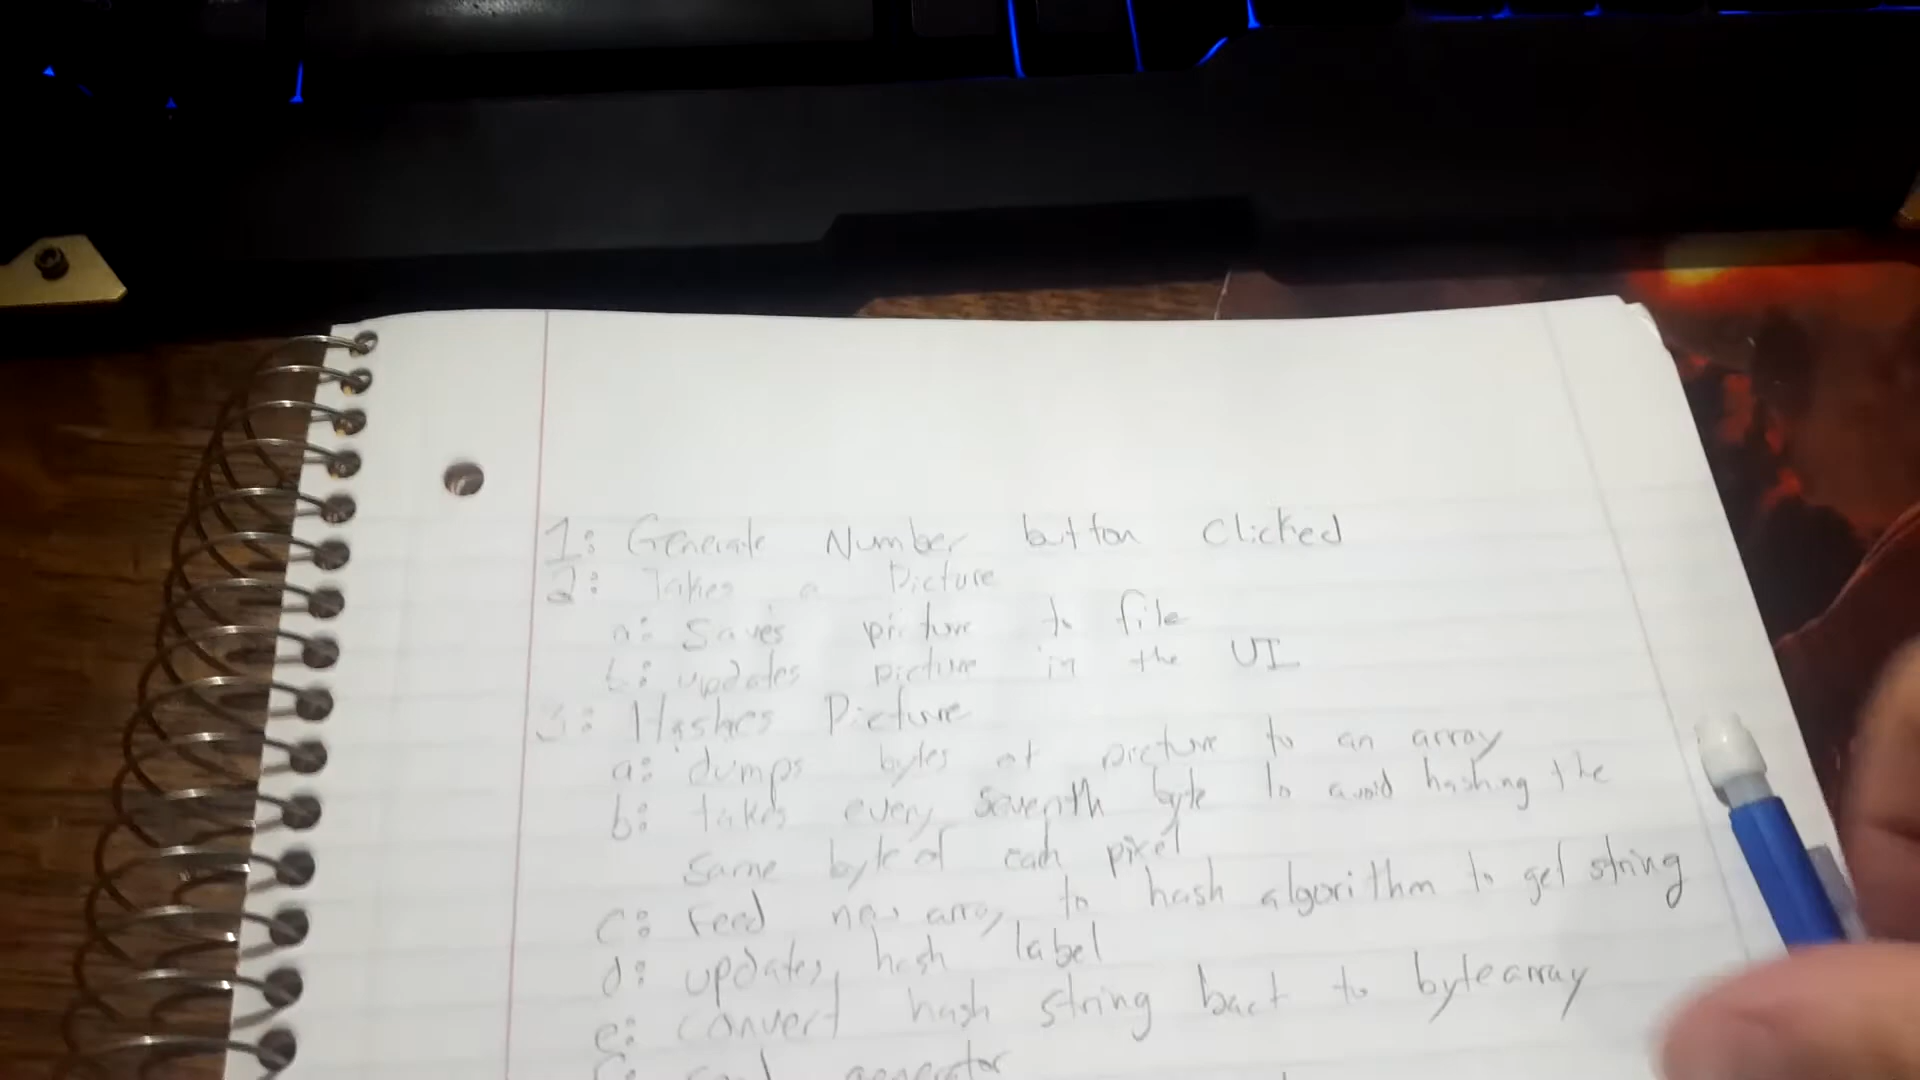 1: Generate Number button clicked
2: Takes a Picture
a: Saves picture to file
b: updates picture in the UI
3: Hashes Picture
a: dumps bytes of picture to an array
b: takes every seventh byte to avoid hashing the
same byte of each pixel
c: Feed new array to hash algorithm to get string
d: updates hash label
e: convert hash string back to bytearray
generator